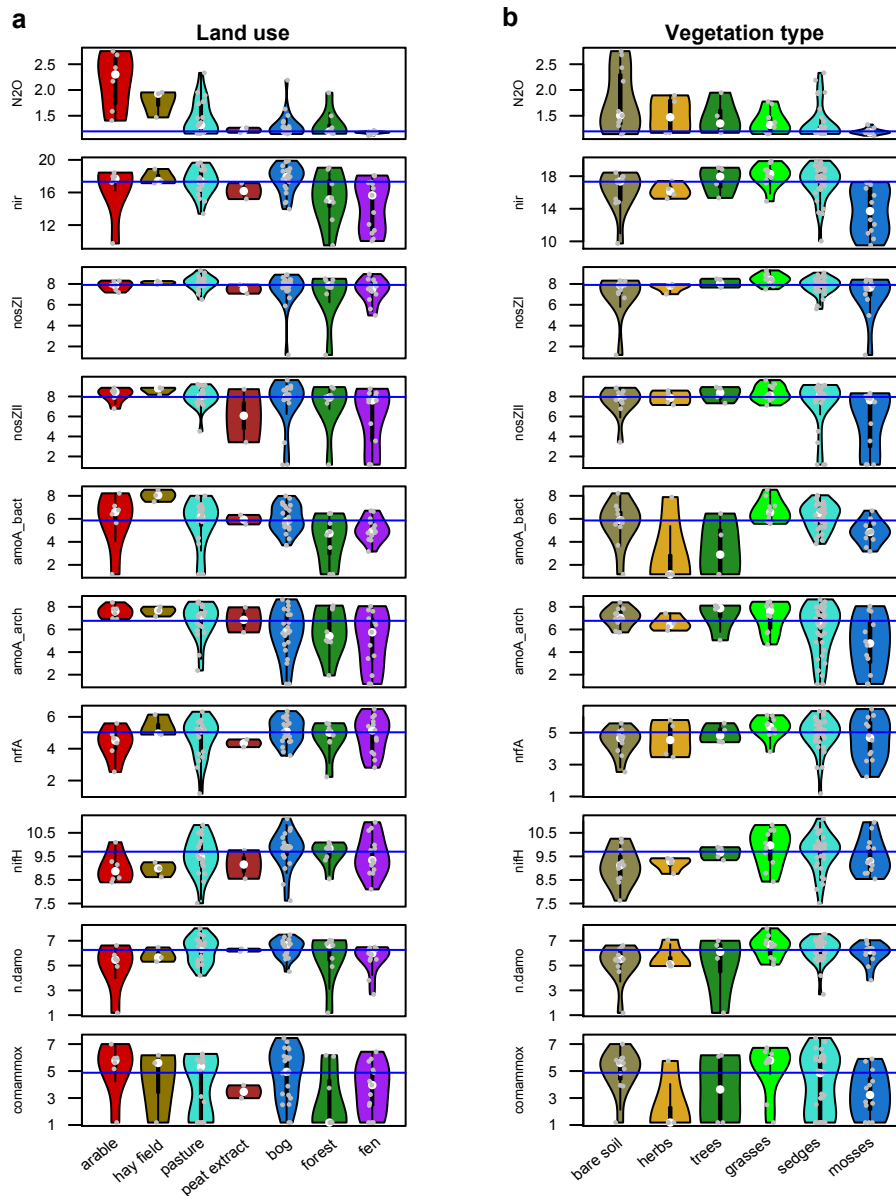 a
Land use
N2O
2.5
2.0
1.5
nir
20
16
12
nosZI
8
6
4
2
nosZII
8
6
4
2
amoA_bact
8
6
4
2
amoA_arch
8
6
4
2
nrfA
6
4
2
nifH
10.5
9.5
8.5
7.5
n.damo
7
5
3
1
comammox
7
5
3
1
arable
hay field
pasture
peat extract
bog
forest
fen
b
Vegetation type
N2O
2.5
2.0
1.5
nir
18
14
10
nosZI
8
6
4
2
nosZII
8
6
4
2
amoA_bact
8
6
4
2
amoA_arch
8
6
4
2
nrfA
5
3
1
nifH
10.5
9.5
8.5
7.5
n.damo
7
5
3
1
comammox
7
5
3
1
bare soil
herbs
trees
grasses
sedges
mosses